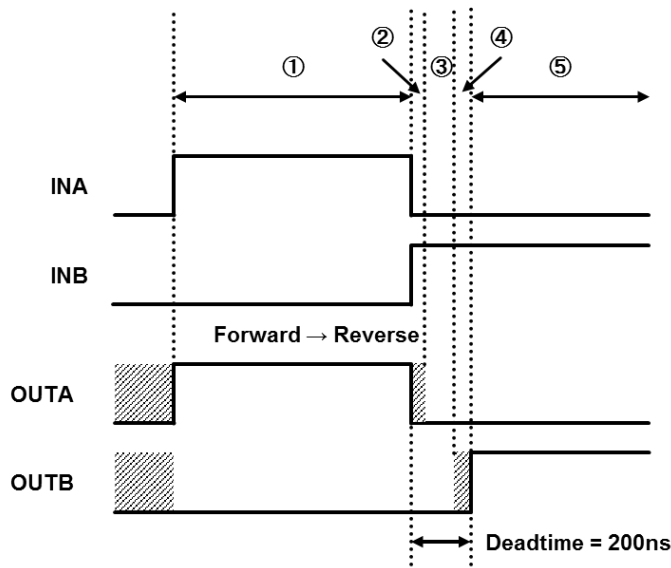 ② ④
① ③ ⑤
INA
INB
Forward → Reverse
OUTA
OUTB
Deadtime = 200ns